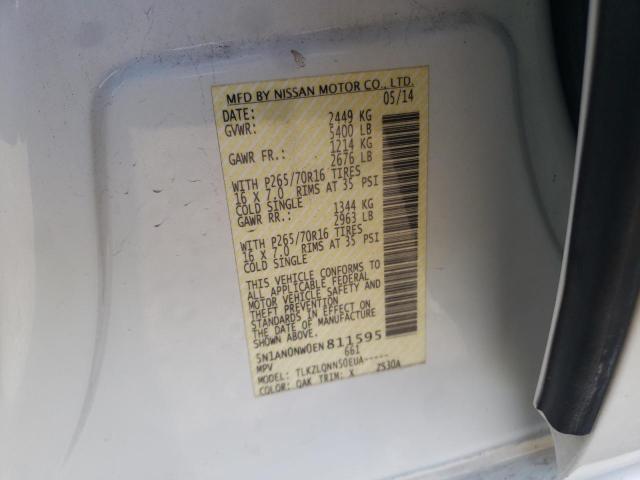 MFD BY NISSAN MOTOR CO., LTD.
DATE: 05/14
GVWR: 2449 KG
5400 LB
GAWR FR.: 1214 KG
2676 LB
WITH P265/70R16 TIRES
16 X 7.0 RIMS AT 35 PSI
COLD SINGLE
GAWR RR.: 1344 KG
2963 LB
WITH P265/70R16 TIRES
16 X 7.0 RIMS AT 35 PSI
COLD SINGLE
THIS VEHICLE CONFORMS TO
ALL APPLICABLE FEDERAL
MOTOR VEHICLE SAFETY AND
THEFT PREVENTION
STANDARDS IN EFFECT ON
THE DATE OF MANUFACTURE
5N1AN0NW0EN811595
MPV 661
MODEL: TLKZLQNN50EUA-----
COLOR: QAK TRIM: X ZS30A